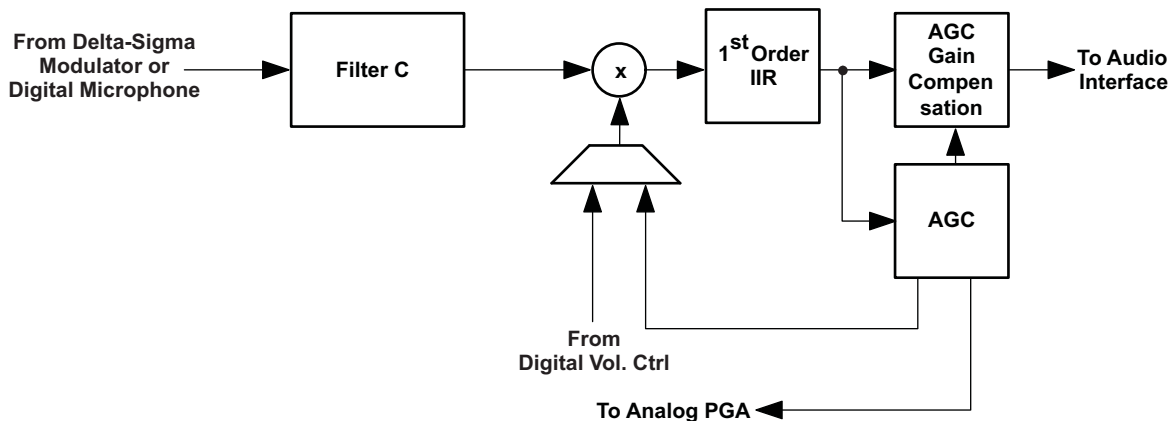 From Delta-Sigma
Modulator or
Digital Microphone
Filter C
x
1st Order
IIR
AGC
Gain
Compen
sation
To Audio
Interface
AGC
From
Digital Vol. Ctrl
To Analog PGA